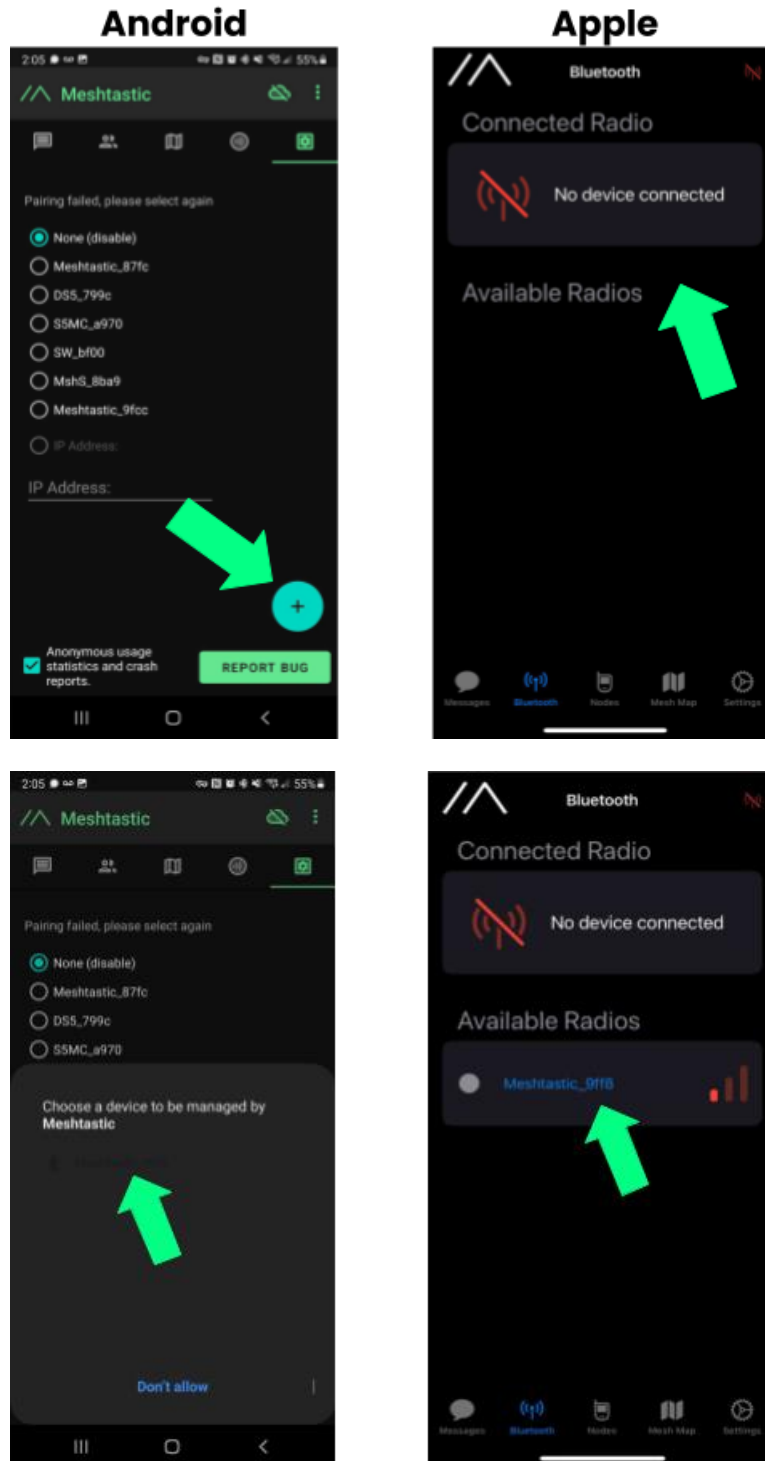 Android
2:05 55%
Meshtastic
Pairing failed, please select again
None (disable)
Meshtastic_87fc
DS5_799c
S5MC_a970
SW_bf00
MshS_8ba9
Meshtastic_9fcc
IP Address:
IP Address:
+
Anonymous usage
statistics and crash
reports.
REPORT BUG
Apple
Bluetooth
Connected Radio
No device connected
Available Radios
Messages Bluetooth Nodes Mesh Map Settings
2:05 55%
Meshtastic
Pairing failed, please select again
None (disable)
Meshtastic_87fc
DS5_799c
S5MC_a970
Choose a device to be managed by
Meshtastic
Don't allow
Bluetooth
Connected Radio
No device connected
Available Radios
Meshtastic_9ff8
Messages Bluetooth Nodes Mesh Map Settings